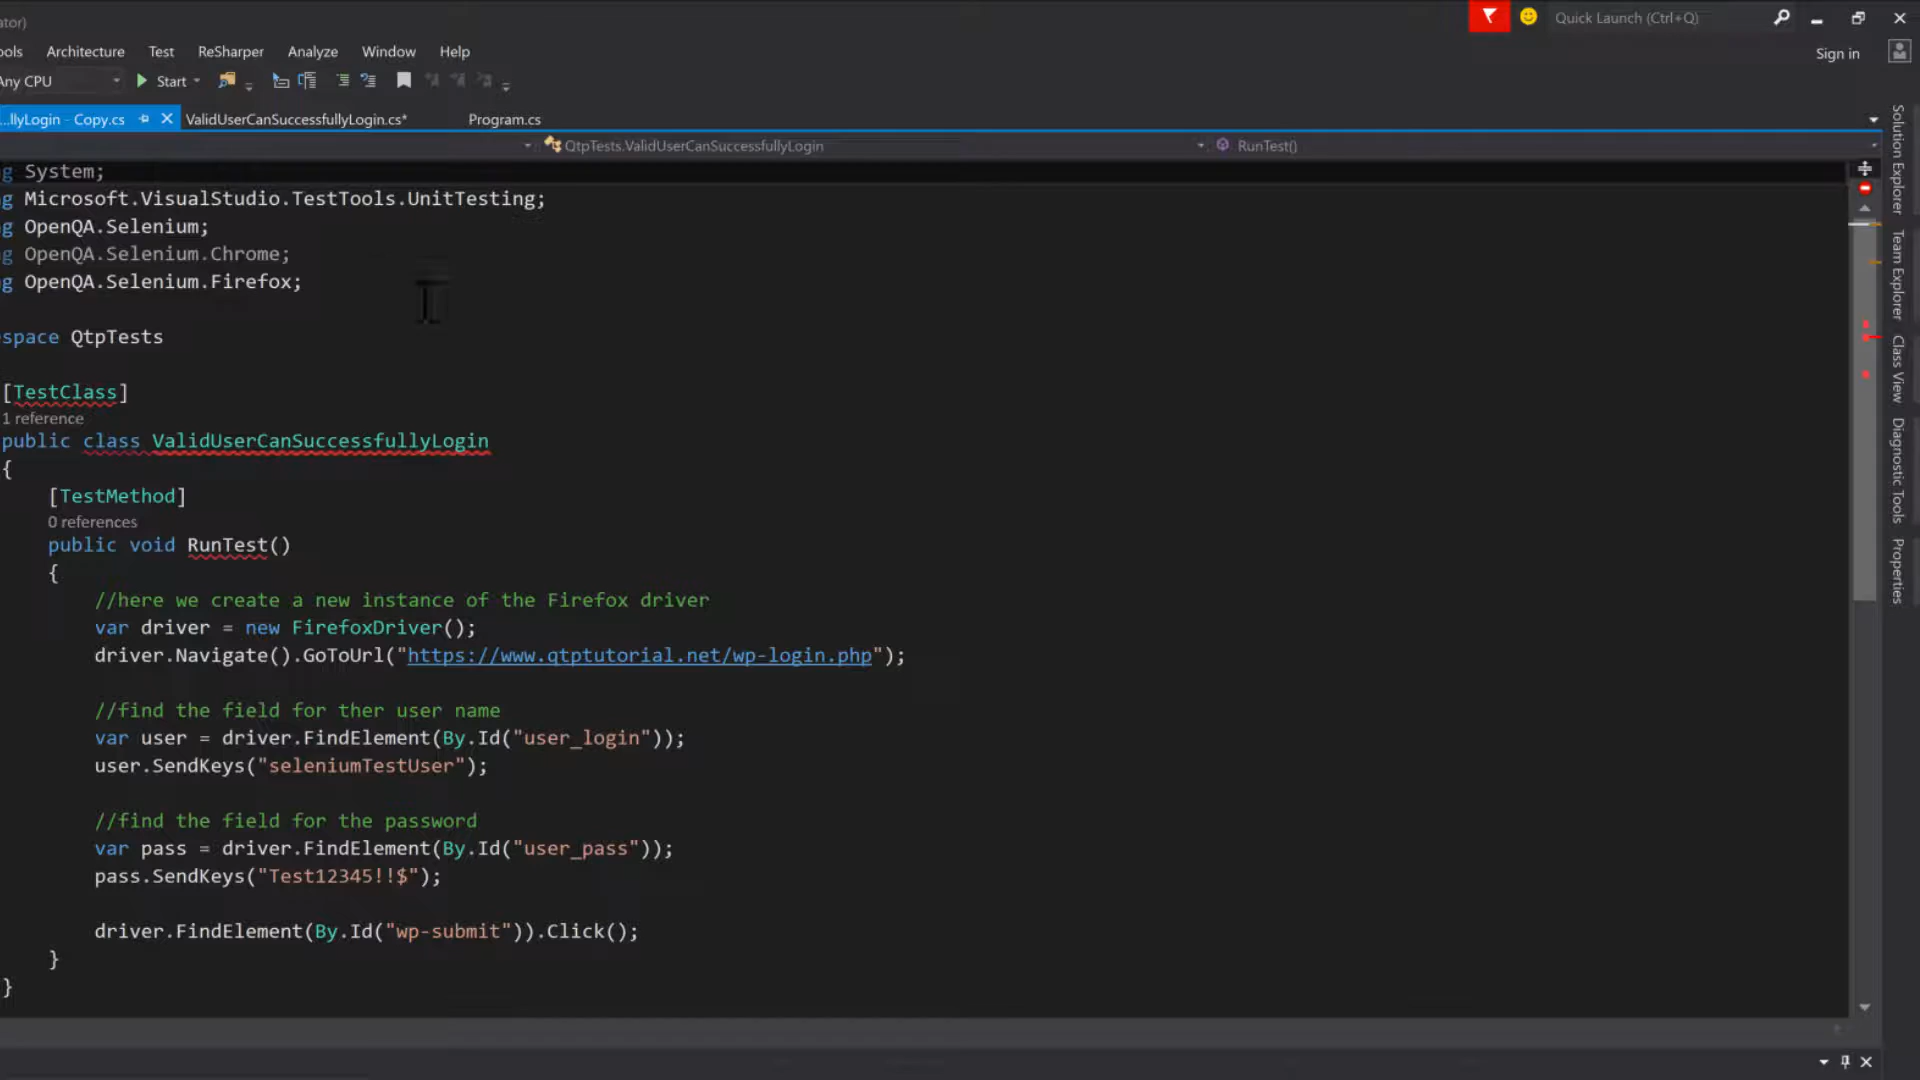 ator)
Quick Launch (Ctrl+Q)
ools Architecture Test ReSharper Analyze Window Help
Sign in
Any CPU Start
...llyLogin - Copy.cs ValidUserCanSuccessfullyLogin.cs* Program.cs
QtpTests.ValidUserCanSuccessfullyLogin RunTest()
g System;
g Microsoft.VisualStudio.TestTools.UnitTesting;
g OpenQA.Selenium;
g OpenQA.Selenium.Chrome;
g OpenQA.Selenium.Firefox;
espace QtpTests
[TestClass]
1 reference
public class ValidUserCanSuccessfullyLogin
{
[TestMethod]
0 references
public void RunTest()
{
//here we create a new instance of the Firefox driver
var driver = new FirefoxDriver();
driver.Navigate().GoToUrl("https://www.qtptutorial.net/wp-login.php");
//find the field for ther user name
var user = driver.FindElement(By.Id("user_login"));
user.SendKeys("seleniumTestUser");
//find the field for the password
var pass = driver.FindElement(By.Id("user_pass"));
pass.SendKeys("Test12345!!$");
driver.FindElement(By.Id("wp-submit")).Click();
}
}
Solution Explorer
Team Explorer
Class View
Diagnostic Tools
Properties